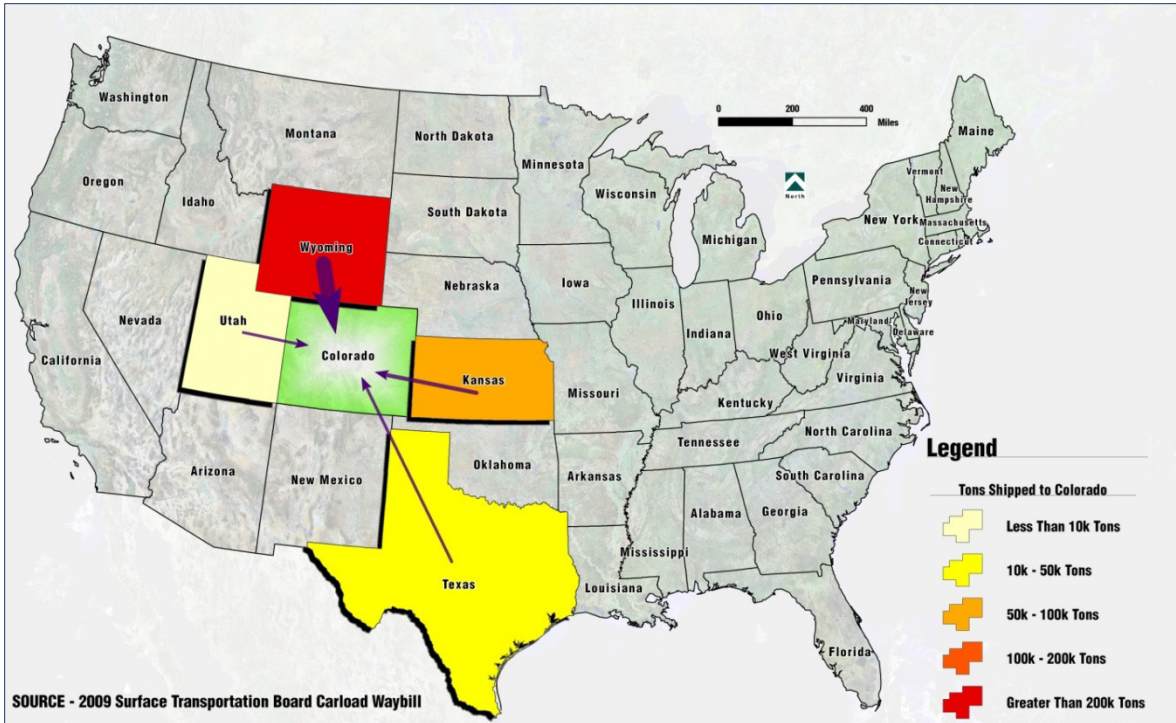 Washington
Montana
North Dakota
Minnesota
Maine
Oregon
Idaho
South Dakota
Wisconsin
Michigan
New York
Vermont
New
Hampshire
Massachusetts
Connecticut
Wyoming
Nebraska
Iowa
Pennsylvania
New
Jersey
Nevada
Utah
Colorado
Illinois
Indiana
Ohio
Maryland
Delaware
California
Kansas
Missouri
West Virginia
Virginia
Kentucky
Arizona
New Mexico
Oklahoma
Arkansas
Tennessee
North Carolina
South Carolina
Texas
Louisiana
Mississippi
Alabama
Georgia
Florida
0 200 400
Miles
North
Legend
Tons Shipped to Colorado
Less Than 10k Tons
10k - 50k Tons
50k - 100k Tons
100k - 200k Tons
Greater Than 200k Tons
SOURCE - 2009 Surface Transportation Board Carload Waybill